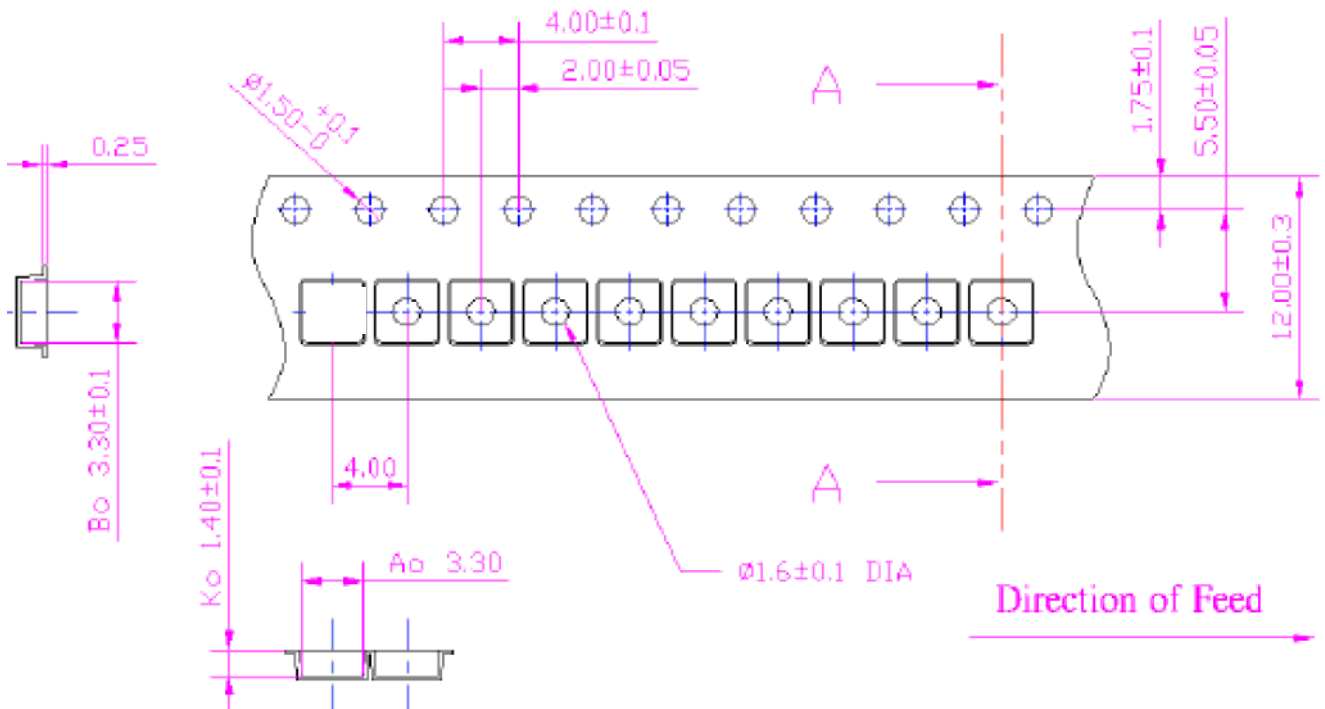 4.00±0.1
2.00±0.05
Ø1.50 +0.1 -0
0.25
A
1.75±0.1
5.50±0.05
12.00±0.3
Bo 3.30±0.1
4.00
A
Ko 1.40±0.1
Ao 3.30
Ø1.6±0.1 DIA
Direction of Feed